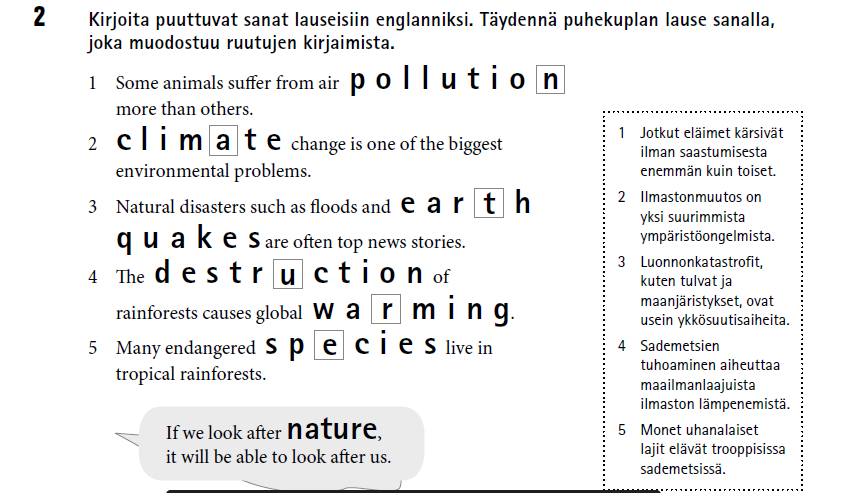 2 Kirjoita puuttuvat sanat lauseisiin englanniksi. Täydennä puhekuplan lause sanalla,
joka muodostuu ruutujen kirjaimista.
1 Some animals suffer from air pollution
more than others.
2 climate change is one of the biggest
environmental problems.
3 Natural disasters such as floods and earth
quakes are often top news stories.
4 The destruction of
rainforests causes global warming.
5 Many endangered species live in
tropical rainforests.
If we look after nature,
it will be able to look after us.
1 Jotkut eläimet kärsivät
ilman saastumisesta
enemmän kuin toiset.
2 Ilmastonmuutos on
yksi suurimmista
ympäristöongelmista.
3 Luonnonkatastrofit,
kuten tulvat ja
maanjäristykset, ovat
usein ykkösuutisaiheita.
4 Sademetsien
tuhoaminen aiheuttaa
maailmanlaajuista
ilmaston lämpenemistä.
5 Monet uhanalaiset
lajit elävät trooppisissa
sademetsissä.